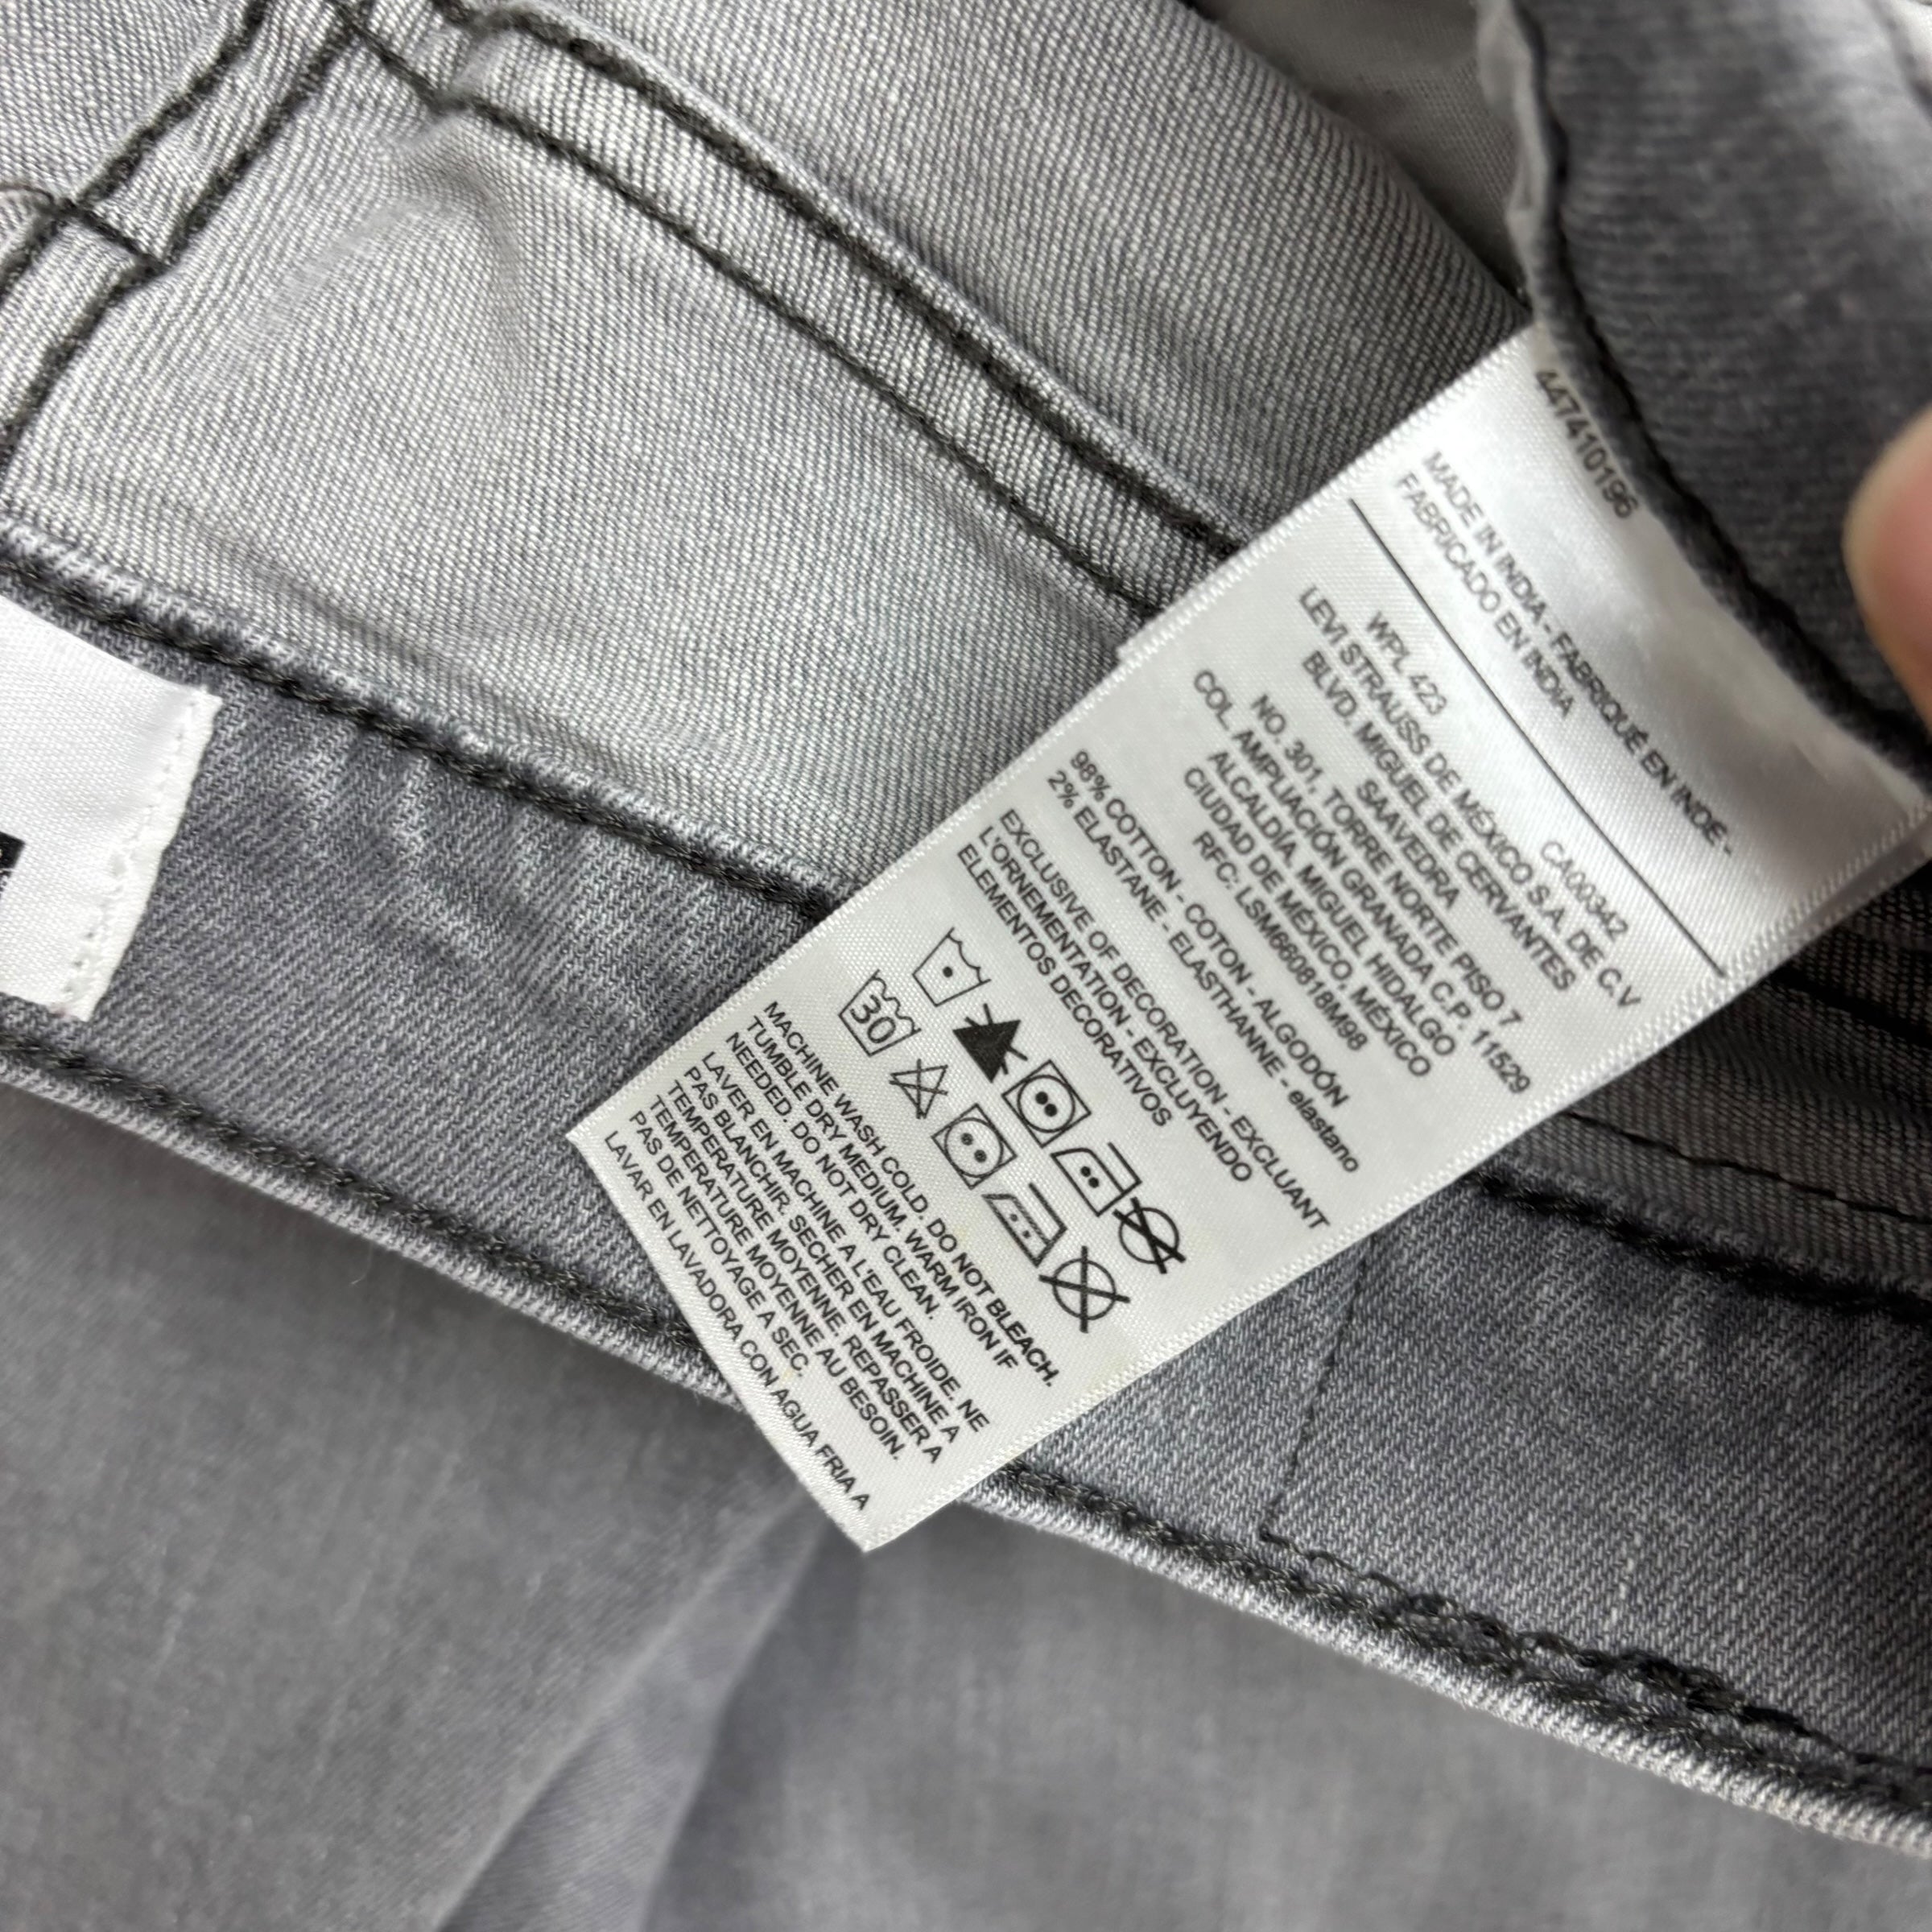 447410196
MADE IN INDIA - FABRIQUÉ EN INDE -
FABRICADO EN INDIA
WPL 423 CA00342
LEVI STRAUSS DE MÉXICO S.A. DE C.V
BLVD. MIGUEL DE CERVANTES
SAAVEDRA
NO. 301, TORRE NORTE PISO 7
COL. AMPLIACIÓN GRANADA C.P. 11529
ALCALDÍA, MIGUEL HIDALGO
CIUDAD DE MÉXICO, MÉXICO
RFC: LSM660818M98
98% COTTON - COTON - ALGODÓN
2% ELASTANE - ELASTHANNE - elastano
EXCLUSIVE OF DECORATION - EXCLUANT
L'ORNEMENTATION - EXCLUYENDO
ELEMENTOS DECORATIVOS
30
MACHINE WASH COLD. DO NOT BLEACH.
TUMBLE DRY MEDIUM. WARM IRON IF
NEEDED. DO NOT DRY CLEAN.
LAVER EN MACHINE A L'EAU FROIDE. NE
PAS BLANCHIR. SECHER EN MACHINE A
TEMPERATURE MOYENNE. REPASSER A
TEMPERATURE MOYENNE AU BESOIN.
PAS DE NETTOYAGE A SEC.
LAVAR EN LAVADORA CON AGUA FRIA A